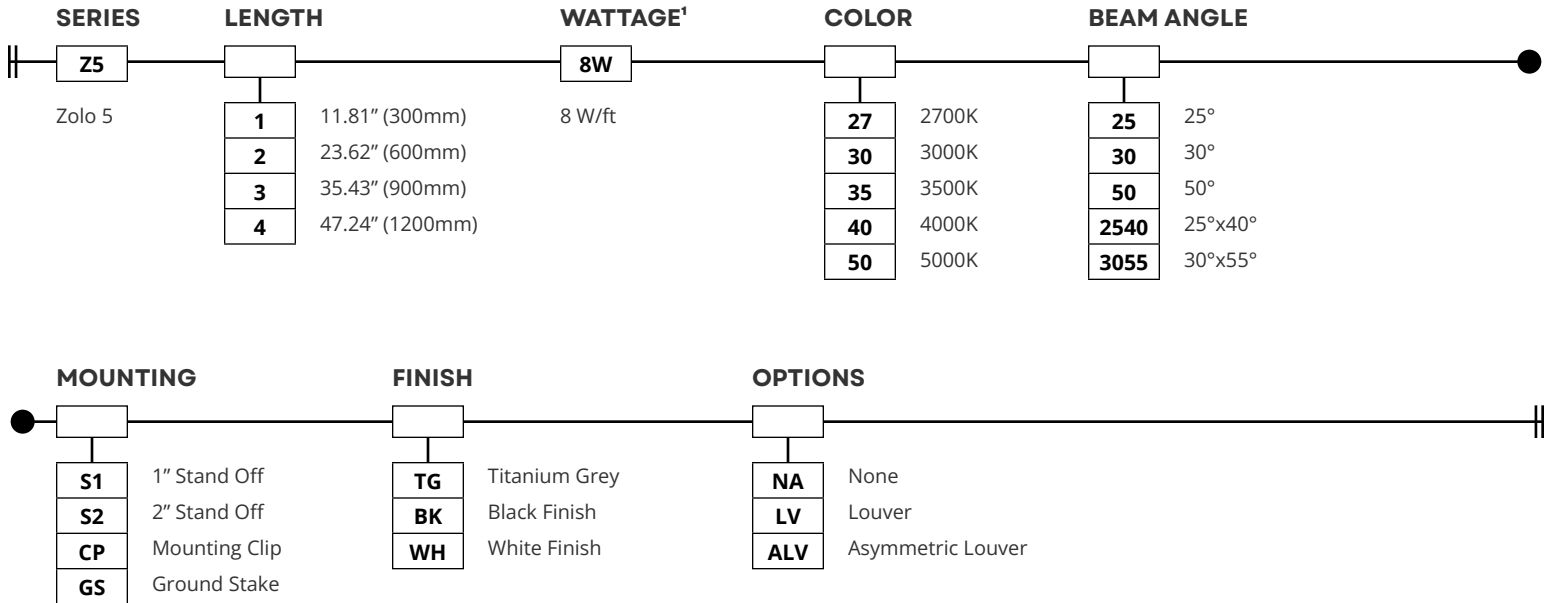 SERIES LENGTH WATTAGE¹ COLOR BEAM ANGLE
Z5 8W
Zolo 5 1 11.81” (300mm) 8 W/ft 27 2700K 25 25°
2 23.62” (600mm) 30 3000K 30 30°
3 35.43” (900mm) 35 3500K 50 50°
4 47.24” (1200mm) 40 4000K 2540 25°x40°
50 5000K 3055 30°x55°
MOUNTING FINISH OPTIONS
S1 1” Stand Off TG Titanium Grey NA None
S2 2” Stand Off BK Black Finish LV Louver
CP Mounting Clip WH White Finish ALV Asymmetric Louver
GS Ground Stake